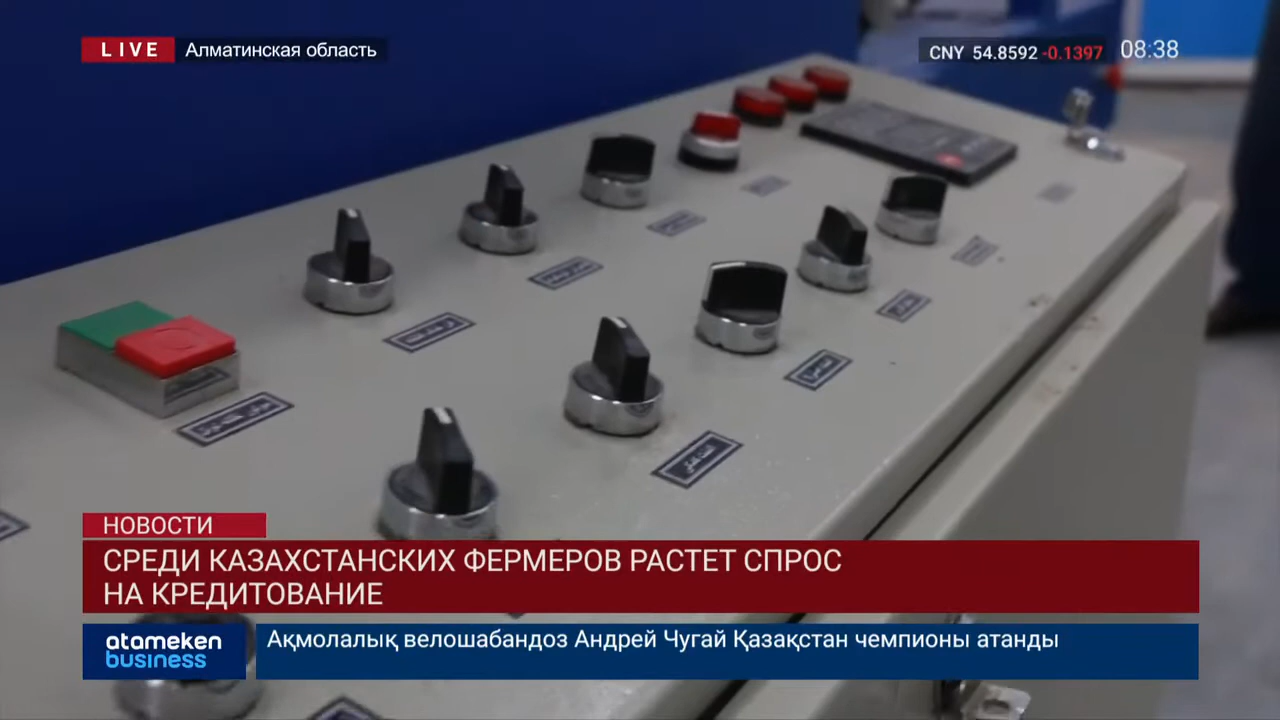 LIVE Алматинская область
CNY 54.8592 -0.1397 08:38
НОВОСТИ
СРЕДИ КАЗАХСТАНСКИХ ФЕРМЕРОВ РАСТЕТ СПРОС
НА КРЕДИТОВАНИЕ
atameken
business
Ақмолалық велошабандоз Андрей Чугай Қазақстан чемпионы атанды